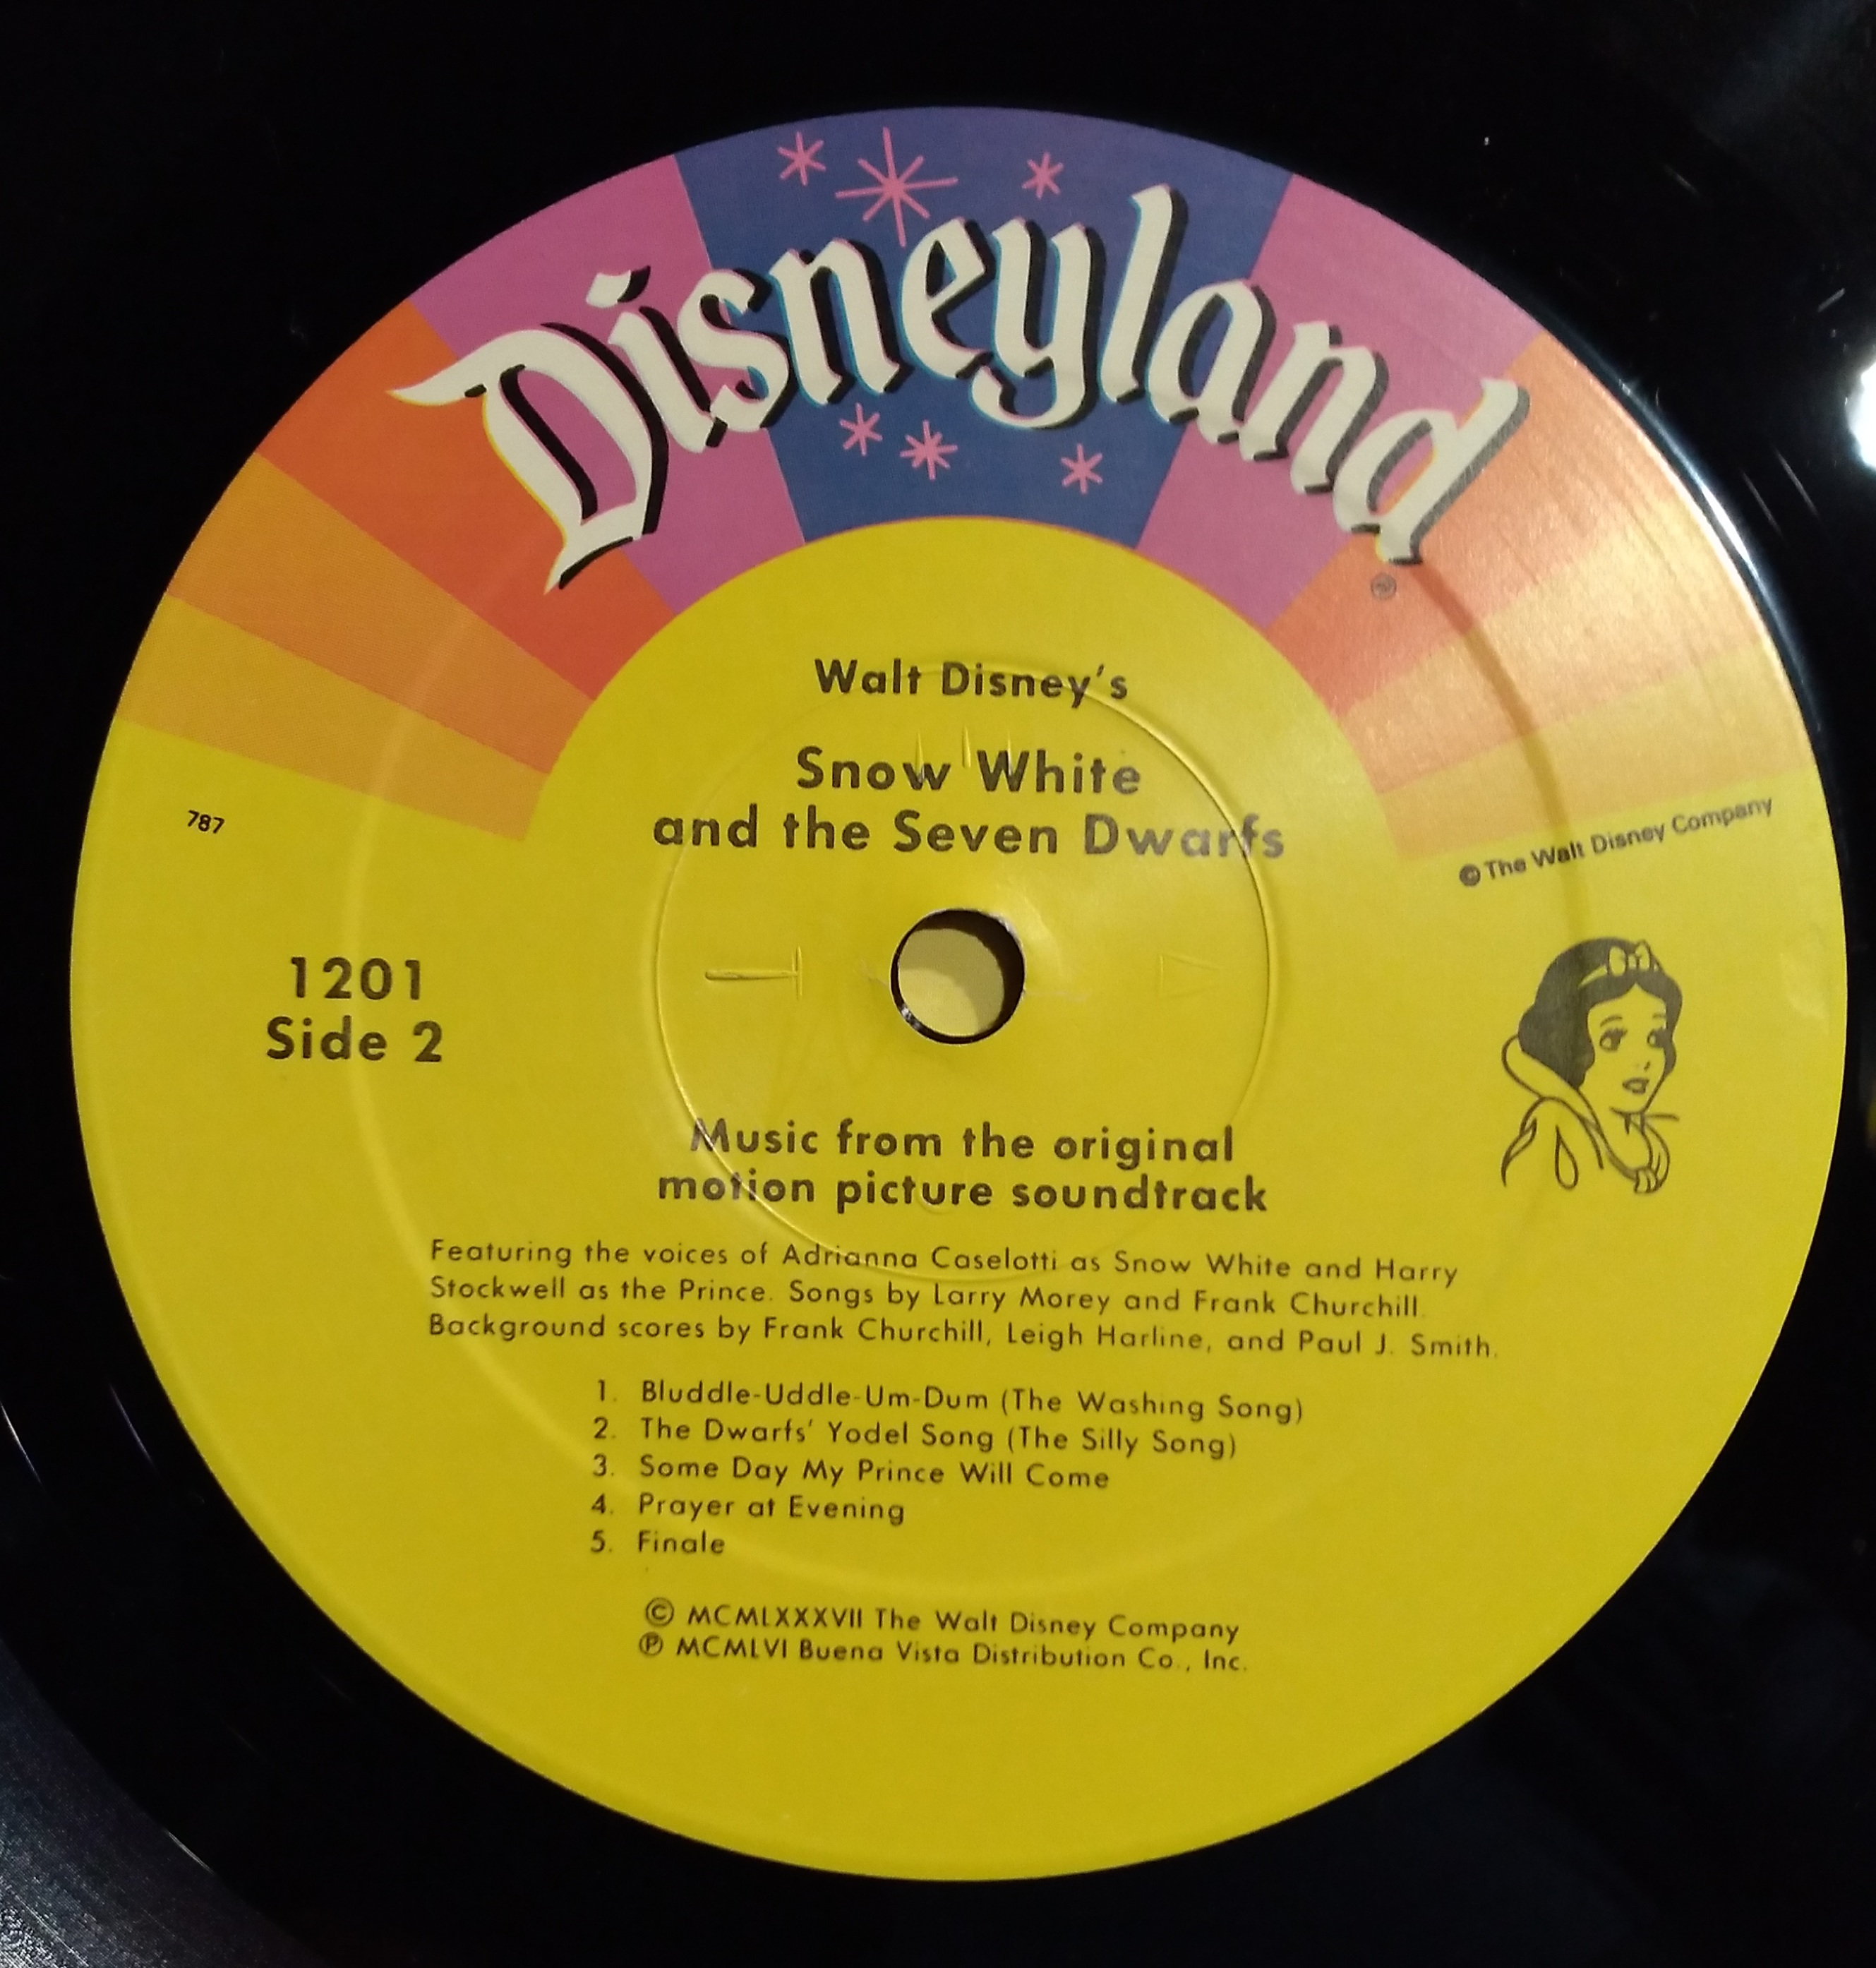 Disneyland
®
Walt Disney's
Snow White
and the Seven Dwarfs
787
© The Walt Disney Company
1201
Side 2
Music from the original
motion picture soundtrack
Featuring the voices of Adrianna Caselotti as Snow White and Harry
Stockwell as the Prince. Songs by Larry Morey and Frank Churchill.
Background scores by Frank Churchill, Leigh Harline, and Paul J. Smith.
1. Bluddle-Uddle-Um-Dum (The Washing Song)
2. The Dwarfs' Yodel Song (The Silly Song)
3. Some Day My Prince Will Come
4. Prayer at Evening
5. Finale
© MCMLXXXVII The Walt Disney Company
℗ MCMLVI Buena Vista Distribution Co., Inc.